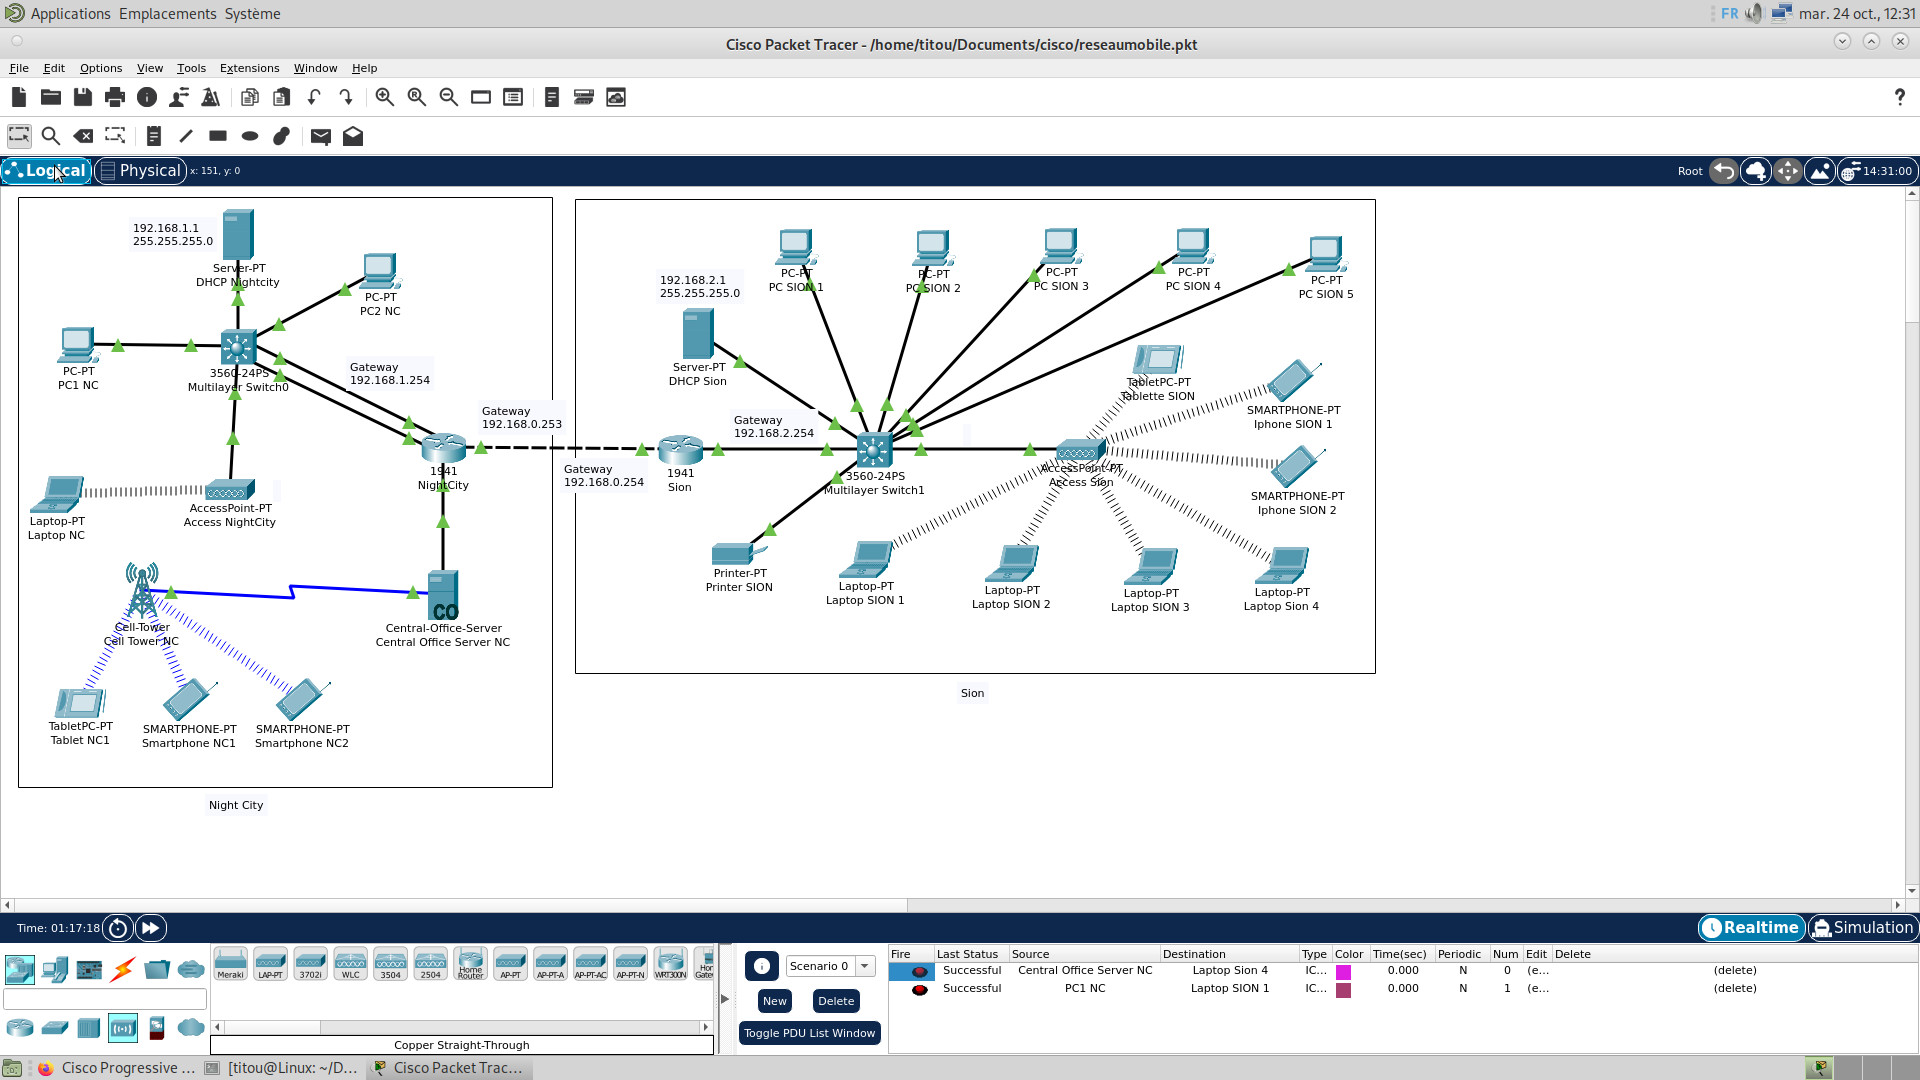 Applications Emplacements Système
FR mar. 24 oct., 12:31
Cisco Packet Tracer - /home/titou/Documents/cisco/reseaumobile.pkt
File Edit Options View Tools Extensions Window Help
?
Logical Physical x: 151, y: 0
Root 14:31:00
192.168.1.1
255.255.255.0
Server-PT
DHCP Nightcity
PC-PT
PC2 NC
PC-PT
PC1 NC
3560-24PS
Multilayer Switch0
Gateway
192.168.1.254
Gateway
192.168.0.253
1941
NightCity
Laptop-PT
Laptop NC
AccessPoint-PT
Access NightCity
Cell-Tower
Cell Tower NC
CO
Central-Office-Server
Central Office Server NC
TabletPC-PT
Tablet NC1
SMARTPHONE-PT
Smartphone NC1
SMARTPHONE-PT
Smartphone NC2
Night City
192.168.2.1
255.255.255.0
Server-PT
DHCP Sion
PC-PT
PC SION 1
PC-PT
PC SION 2
PC-PT
PC SION 3
PC-PT
PC SION 4
PC-PT
PC SION 5
Gateway
192.168.0.254
1941
Sion
Gateway
192.168.2.254
3560-24PS
Multilayer Switch1
TabletPC-PT
Tablette SION
SMARTPHONE-PT
Iphone SION 1
AccessPoint-PT
Access Sion
SMARTPHONE-PT
Iphone SION 2
Printer-PT
Printer SION
Laptop-PT
Laptop SION 1
Laptop-PT
Laptop SION 2
Laptop-PT
Laptop SION 3
Laptop-PT
Laptop Sion 4
Sion
Time: 01:17:18
Realtime Simulation
Meraki LAP-PT 3702i WLC 3504 2504 Home Router AP-PT AP-PT-A AP-PT-AC AP-PT-N WRT300N
Copper Straight-Through
Scenario 0
New Delete
Toggle PDU List Window
Fire Last Status Source Destination Type Color Time(sec) Periodic Num Edit Delete
Successful Central Office Server NC Laptop Sion 4 IC... 0.000 N 0 (e... (delete)
Successful PC1 NC Laptop SION 1 IC... 0.000 N 1 (e... (delete)
Cisco Progressive ... [titou@Linux: ~/D... Cisco Packet Trac...